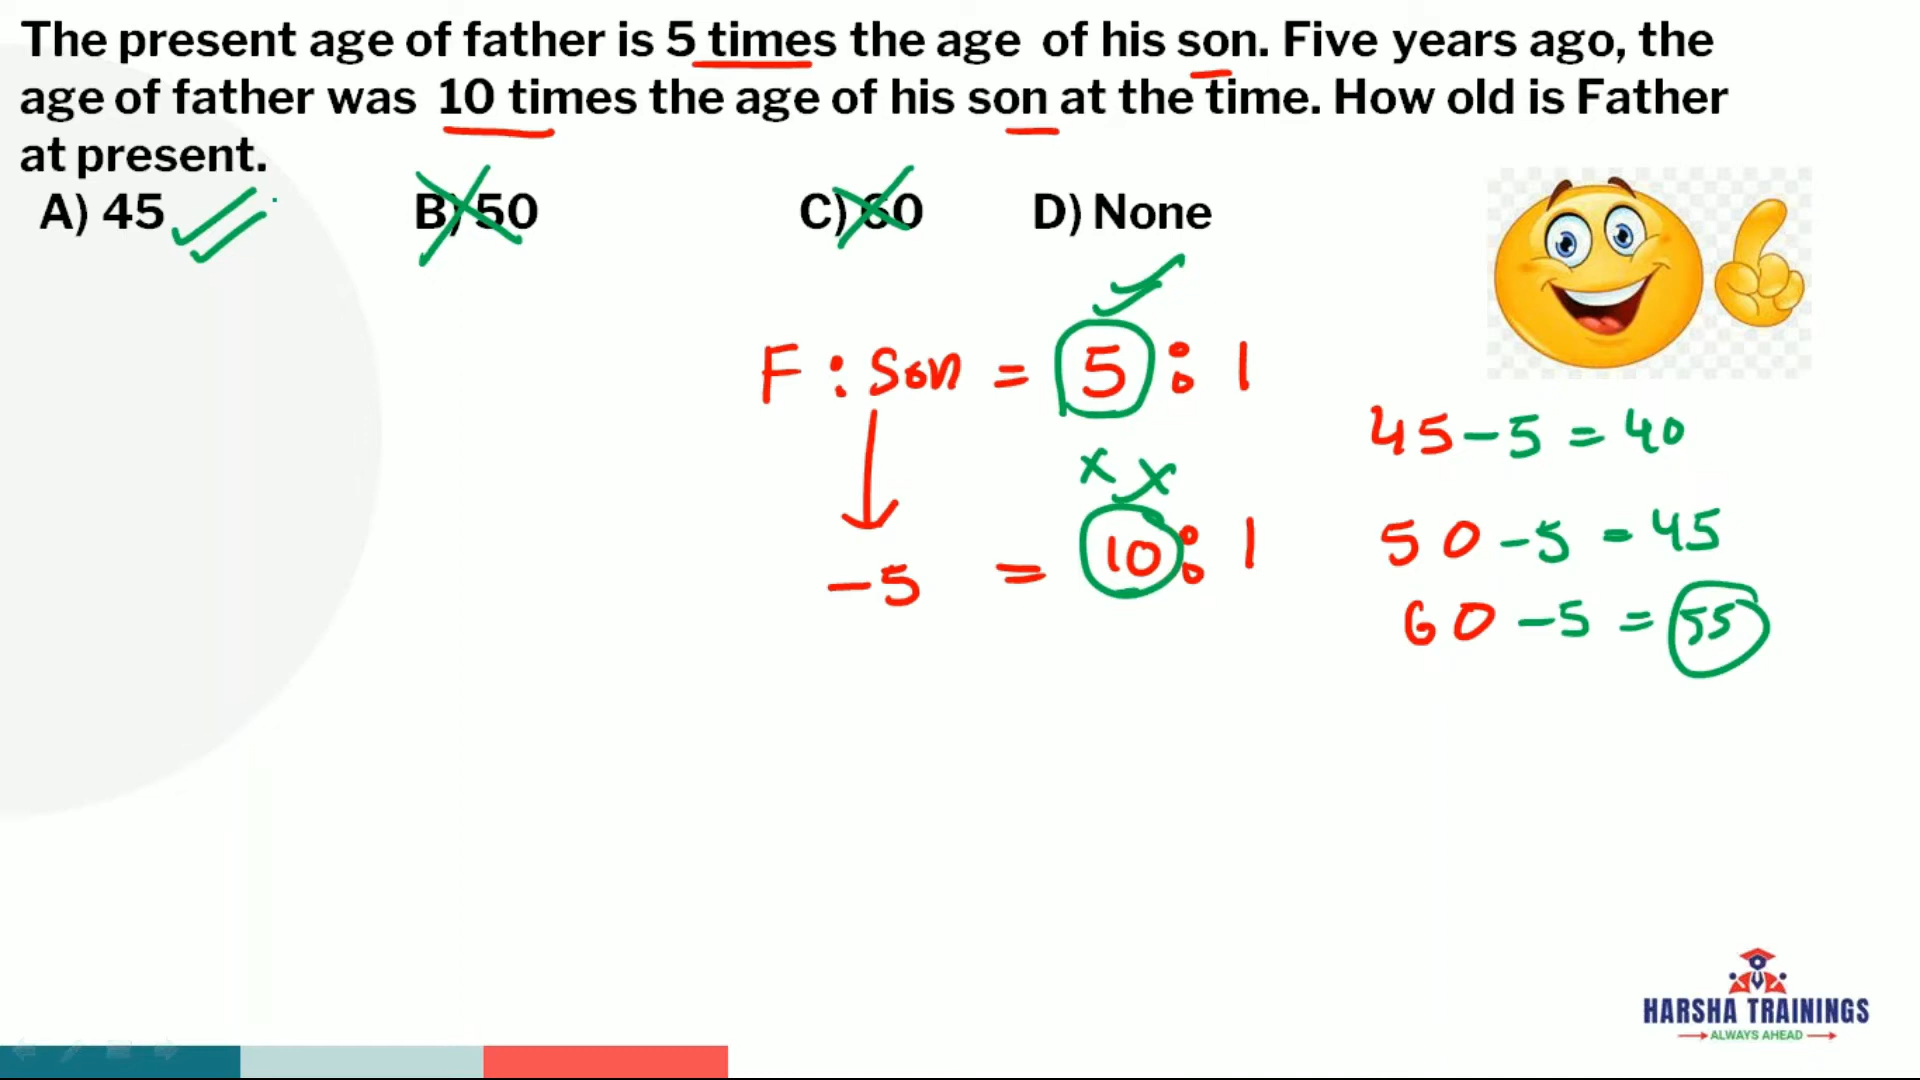 The present age of father is 5 times the age of his son. Five years ago, the
age of father was 10 times the age of his son at the time. How old is Father
at present.
A) 45 B) 50 C) 60 D) None
F : Son = 5 : 1
45 - 5 = 40
-5 = 10 : 1
50 - 5 = 45
60 - 5 = 55
HARSHA TRAININGS
ALWAYS AHEAD